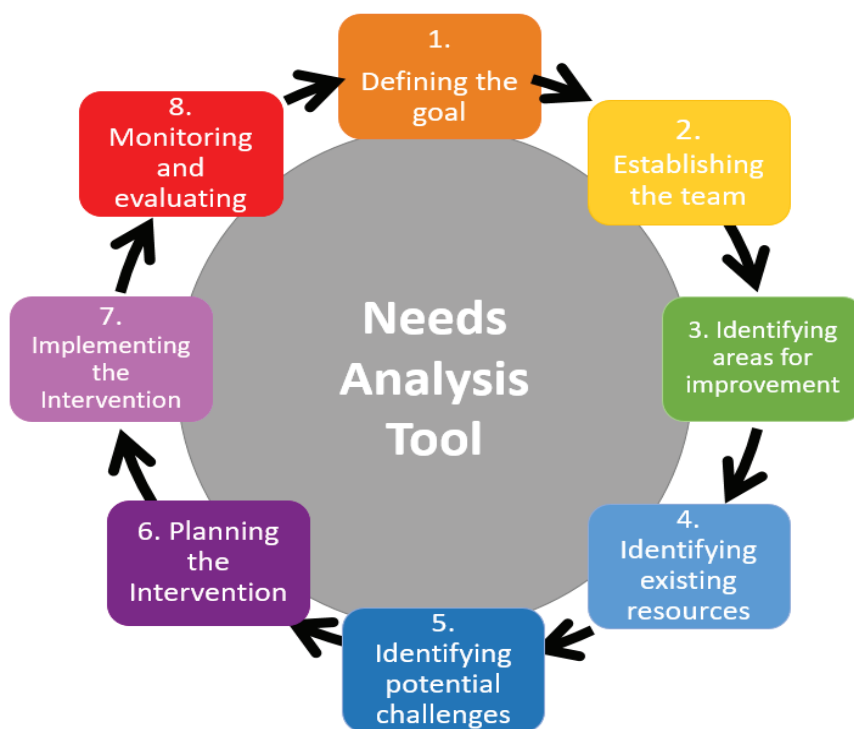 1.
Defining the
goal
2.
Establishing
the team
3. Identifying
areas for
improvement
4.
Identifying
existing
resources
5.
Identifying
potential
challenges
6. Planning
the
Intervention
7.
Implementing
the
Intervention
8.
Monitoring
and
evaluating
Needs
Analysis
Tool